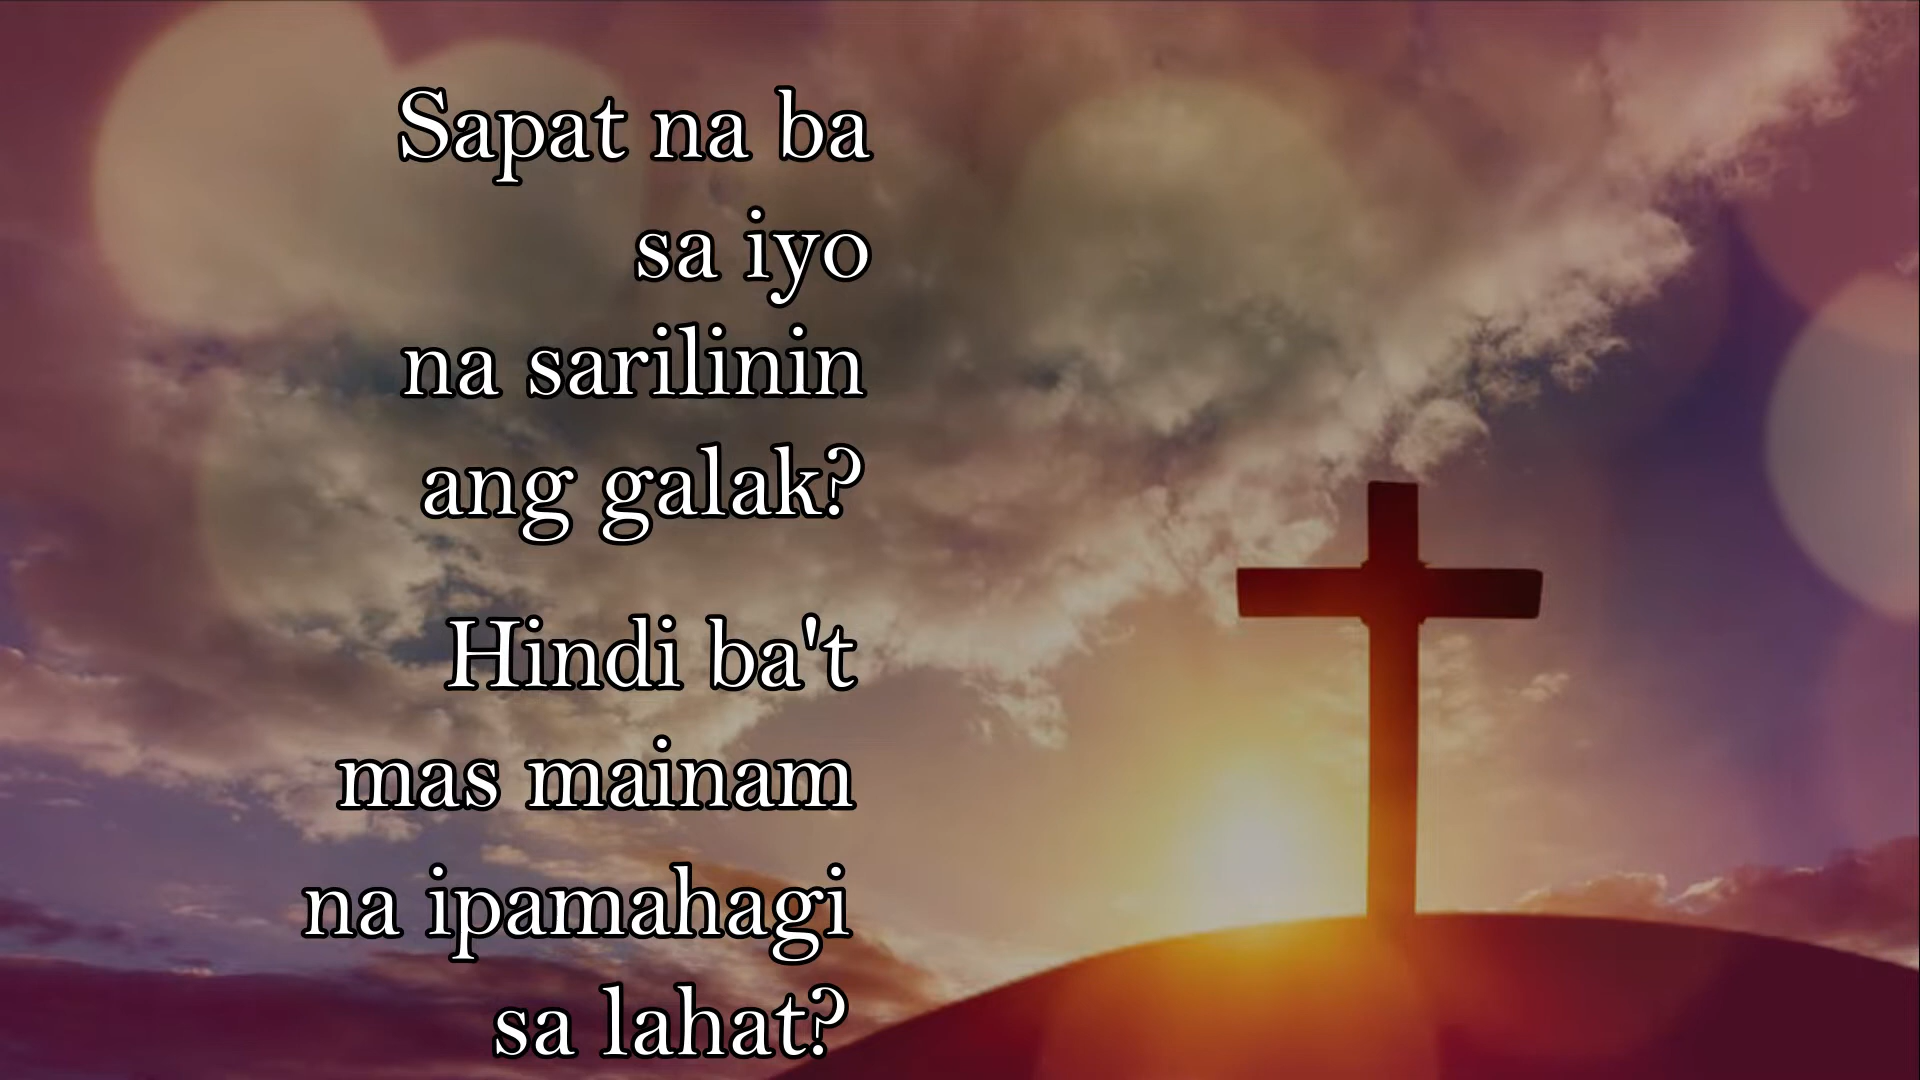 Sapat na ba
sa iyo
na sarilinin
ang galak?
Hindi ba't
mas mainam
na ipamahagi
sa lahat?